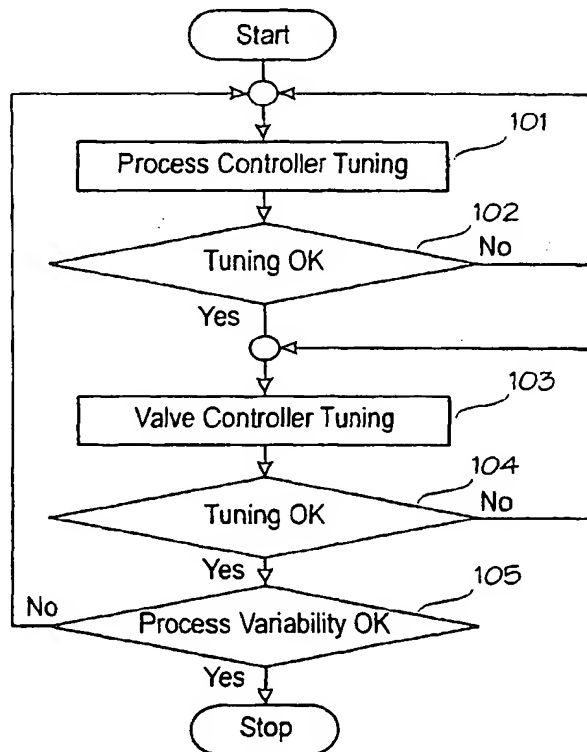 Start
101
Process Controller Tuning
102
Tuning OK
No
Yes
103
Valve Controller Tuning
104
Tuning OK
No
Yes
105
No
Process Variability OK
Yes
Stop